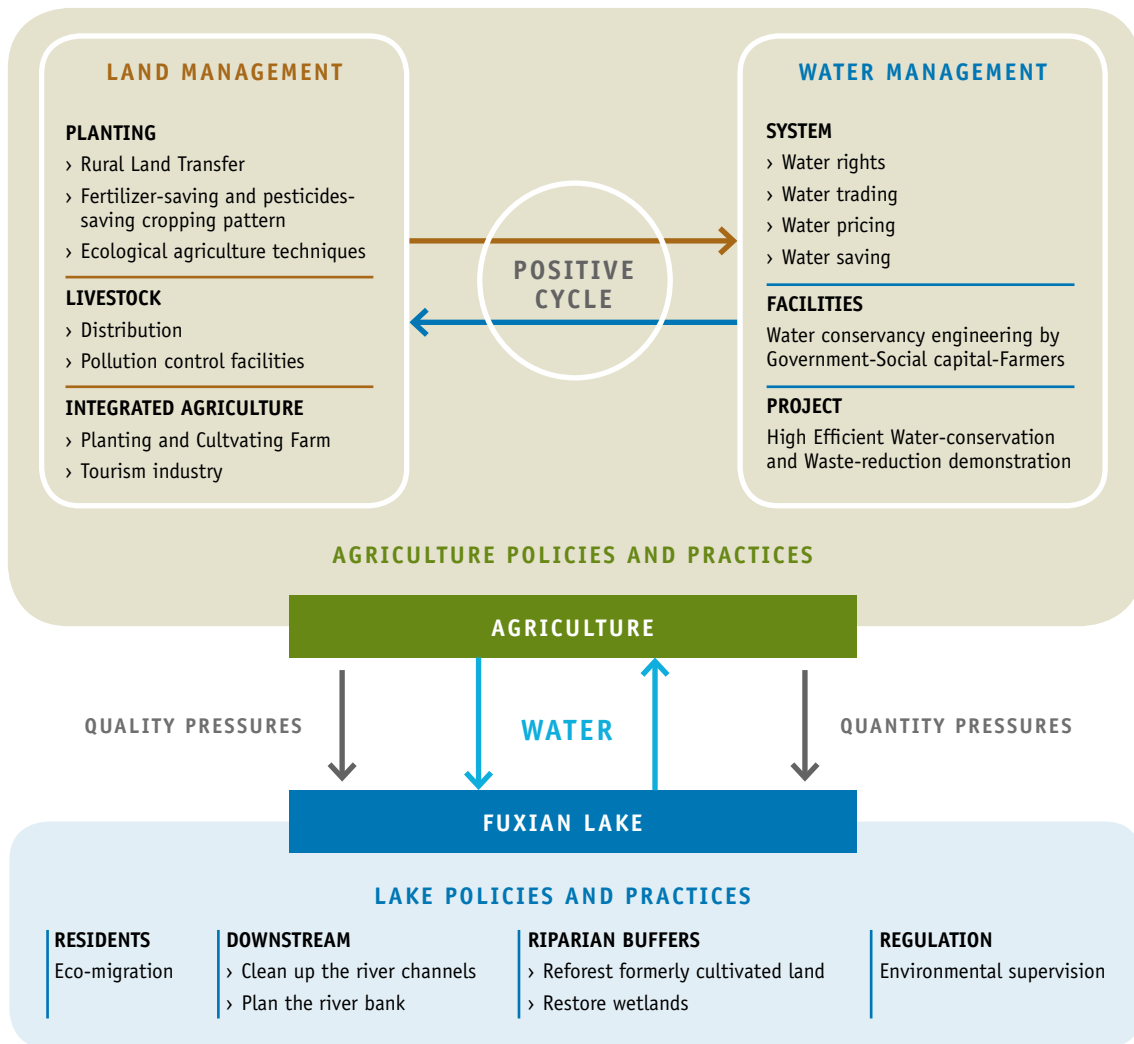 LAND MANAGEMENT
PLANTING
› Rural Land Transfer
› Fertilizer-saving and pesticides-
saving cropping pattern
› Ecological agriculture techniques
LIVESTOCK
› Distribution
› Pollution control facilities
INTEGRATED AGRICULTURE
› Planting and Cultvating Farm
› Tourism industry
POSITIVE
CYCLE
WATER MANAGEMENT
SYSTEM
› Water rights
› Water trading
› Water pricing
› Water saving
FACILITIES
Water conservancy engineering by
Government-Social capital-Farmers
PROJECT
High Efficient Water-conservation
and Waste-reduction demonstration
AGRICULTURE POLICIES AND PRACTICES
AGRICULTURE
QUALITY PRESSURES
WATER
QUANTITY PRESSURES
FUXIAN LAKE
LAKE POLICIES AND PRACTICES
RESIDENTS
Eco-migration
DOWNSTREAM
› Clean up the river channels
› Plan the river bank
RIPARIAN BUFFERS
› Reforest formerly cultivated land
› Restore wetlands
REGULATION
Environmental supervision